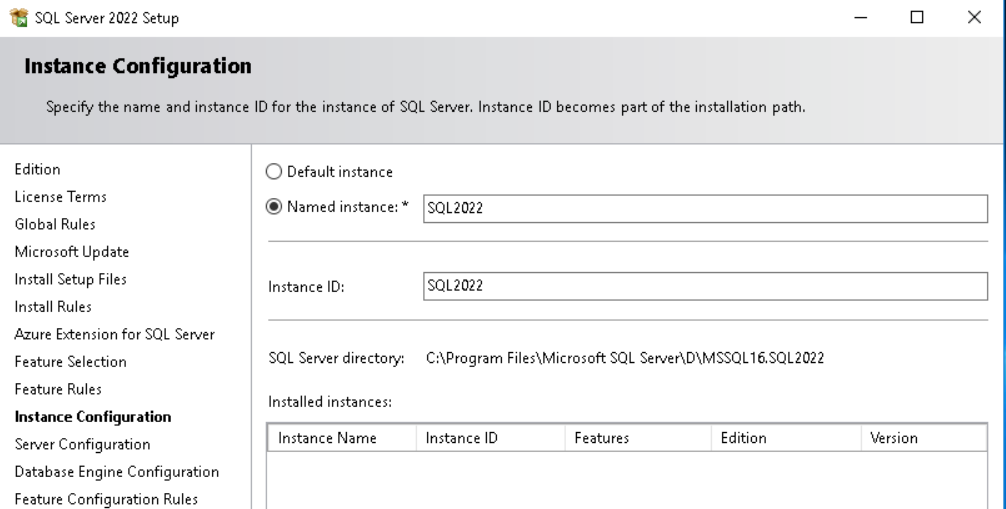 SQL Server 2022 Setup
Instance Configuration
Specify the name and instance ID for the instance of SQL Server. Instance ID becomes part of the installation path.
Edition
License Terms
Global Rules
Microsoft Update
Install Setup Files
Install Rules
Azure Extension for SQL Server
Feature Selection
Feature Rules
Instance Configuration
Server Configuration
Database Engine Configuration
Feature Configuration Rules
Default instance
Named instance: * SQL2022
Instance ID: SQL2022
SQL Server directory: C:\Program Files\Microsoft SQL Server\D\MSSQL16.SQL2022
Installed instances:
Instance Name Instance ID Features Edition Version